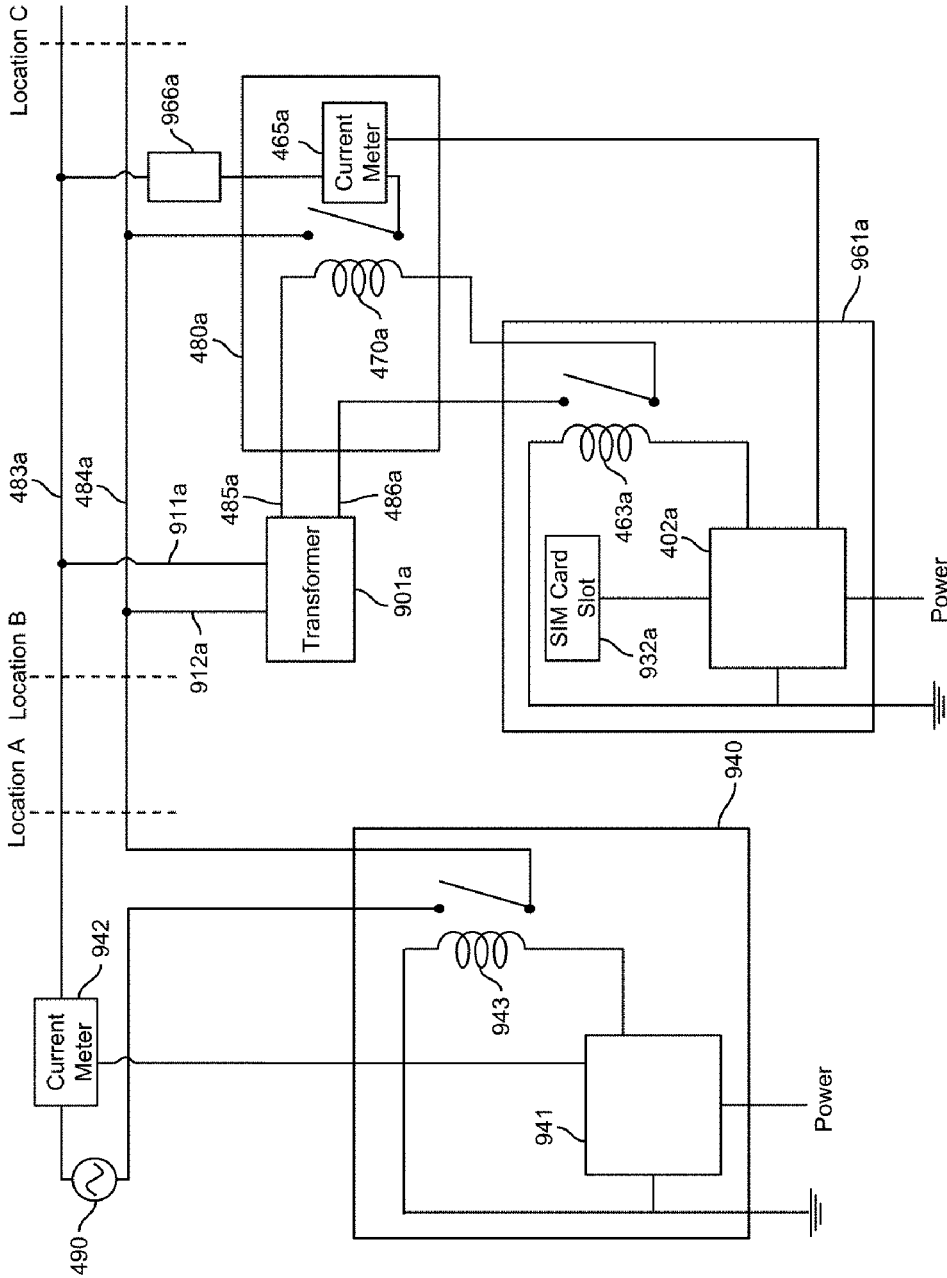 Location A
Location B
Location C
483a
484a
911a
912a
Transformer
901a
485a
486a
480a
470a
465a
Current
Meter
966a
961a
463a
402a
SIM Card
Slot
932a
Power
Current
Meter
942
490
940
943
941
Power